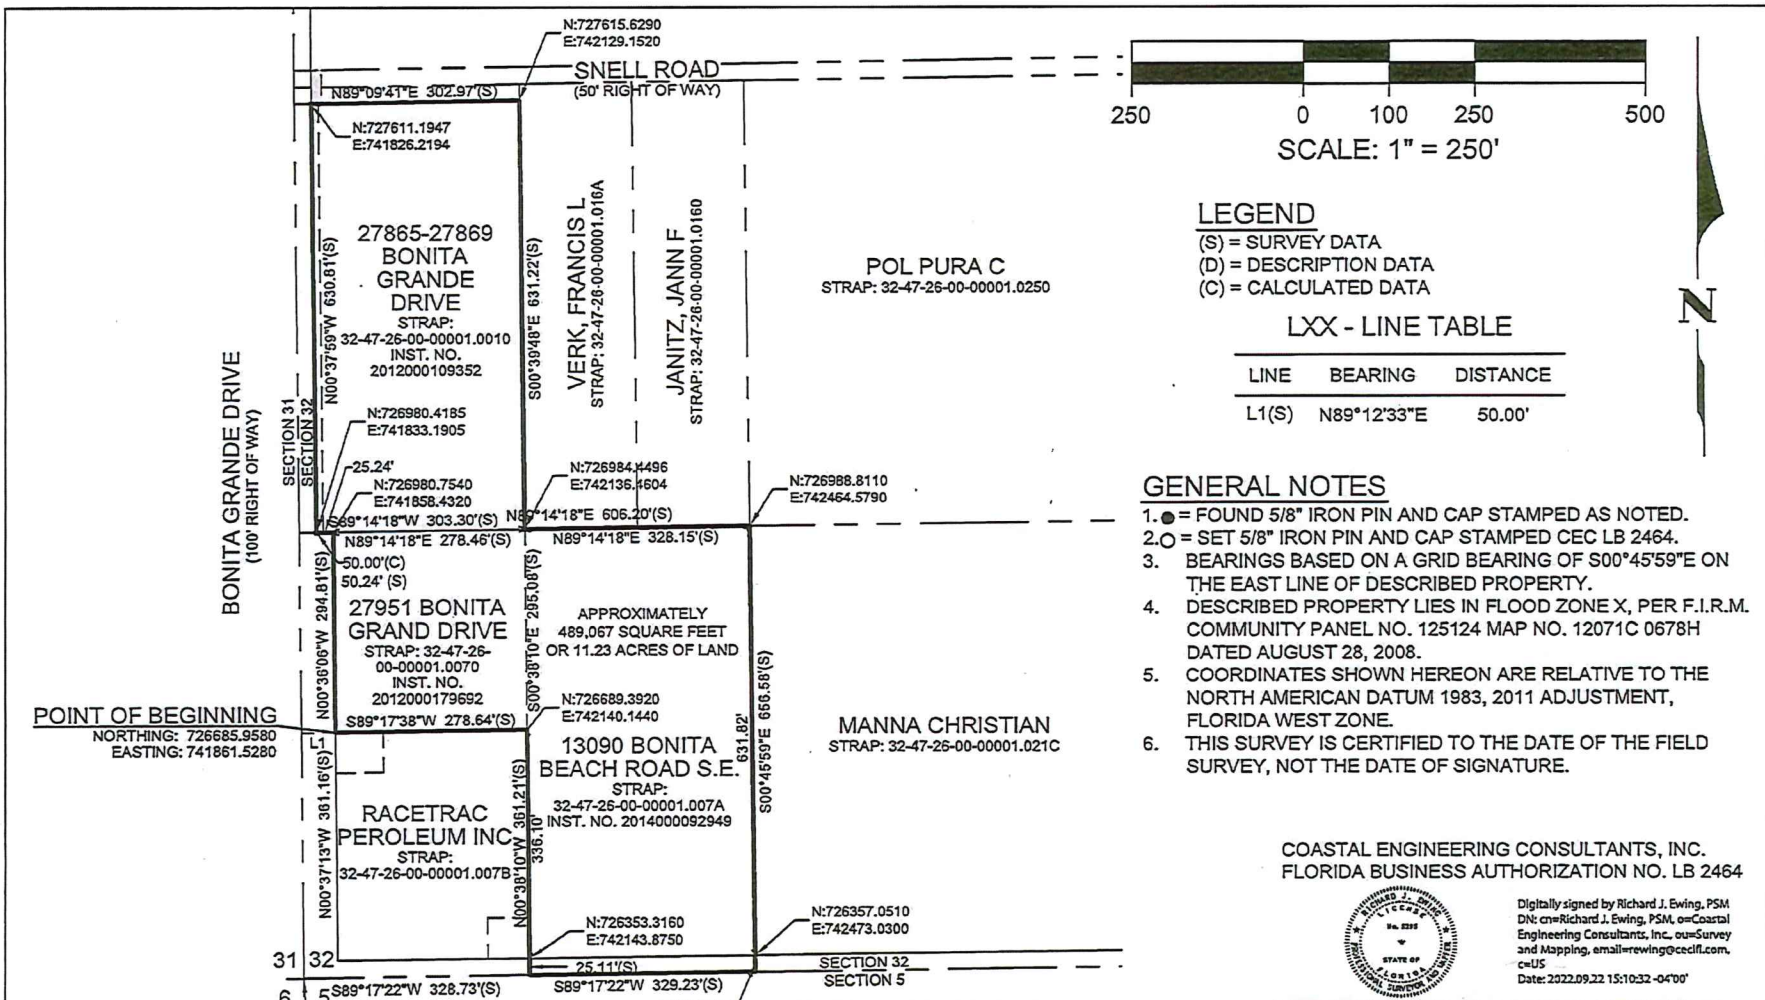 N:727615.6290
E:742129.1520
SNELL ROAD
(50' RIGHT OF WAY)
N89°09'41"E 302.97'(S)
N:727611.1947
E:741826.2194
27865-27869
BONITA
GRANDE
DRIVE
STRAP:
32-47-26-00-00001.0010
INST. NO.
2012000109352
N00°37'59"W 630.81'(S)
S00°39'48"E 631.22'(S)
VERK, FRANCIS L
STRAP: 32-47-26-00-00001.016A
JANITZ, JANN F
STRAP: 32-47-26-00-00001.0160
POL PURA C
STRAP: 32-47-26-00-00001.0250
BONITA GRANDE DRIVE
(100' RIGHT OF WAY)
SECTION 31
SECTION 32
N:726980.4185
E:741833.1905
25.24'
N:726980.7540
E:741858.4320
N:726984.4496
E:742136.4604
N:726988.8110
E:742464.5790
S89°14'18"W 303.30'(S)
N89°14'18"E 606.20'(S)
N89°14'18"E 278.46'(S)
N89°14'18"E 328.15'(S)
50.00'(C)
50.24' (S)
N00°36'06"W 294.81'(S)
27951 BONITA
GRAND DRIVE
STRAP: 32-47-26-
00-00001.0070
INST. NO.
2012000179692
S00°38'10"E 295.08'(S)
APPROXIMATELY
489,067 SQUARE FEET
OR 11.23 ACRES OF LAND
S00°45'59"E 656.58'(S)
631.82'
POINT OF BEGINNING
NORTHING: 726685.9580
EASTING: 741861.5280
S89°17'38"W 278.64'(S)
L1
N:726689.3920
E:742140.1440
13090 BONITA
BEACH ROAD S.E.
STRAP:
32-47-26-00-00001.007A
INST. NO. 2014000092949
MANNA CHRISTIAN
STRAP: 32-47-26-00-00001.021C
RACETRAC
PEROLEUM INC
STRAP:
32-47-26-00-00001.007B
N00°37'13"W 361.16'(S)
N00°38'10"W 361.21'(S)
336.10'
N:726353.3160
E:742143.8750
N:726357.0510
E:742473.0300
31 32
6 5
25.11'(S)
SECTION 32
SECTION 5
S89°17'22"W 328.73'(S)
S89°17'22"W 329.23'(S)
250 0 100 250 500
SCALE: 1" = 250'
N
LEGEND
(S) = SURVEY DATA
(D) = DESCRIPTION DATA
(C) = CALCULATED DATA
LXX - LINE TABLE
LINE BEARING DISTANCE
L1(S) N89°12'33"E 50.00'
GENERAL NOTES
1. = FOUND 5/8" IRON PIN AND CAP STAMPED AS NOTED.
2. = SET 5/8" IRON PIN AND CAP STAMPED CEC LB 2464.
3. BEARINGS BASED ON A GRID BEARING OF S00°45'59"E ON
THE EAST LINE OF DESCRIBED PROPERTY.
4. DESCRIBED PROPERTY LIES IN FLOOD ZONE X, PER F.I.R.M.
COMMUNITY PANEL NO. 125124 MAP NO. 12071C 0678H
DATED AUGUST 28, 2008.
5. COORDINATES SHOWN HEREON ARE RELATIVE TO THE
NORTH AMERICAN DATUM 1983, 2011 ADJUSTMENT,
FLORIDA WEST ZONE.
6. THIS SURVEY IS CERTIFIED TO THE DATE OF THE FIELD
SURVEY, NOT THE DATE OF SIGNATURE.
COASTAL ENGINEERING CONSULTANTS, INC.
FLORIDA BUSINESS AUTHORIZATION NO. LB 2464
RICHARD J. EWING
LICENSE
No. 5295
STATE OF
FLORIDA
PROFESSIONAL SURVEYOR AND MAPPER
Digitally signed by Richard J. Ewing, PSM
DN: cn=Richard J. Ewing, PSM, o=Coastal
Engineering Consultants, Inc., ou=Survey
and Mapping, email=rewing@cecifl.com,
c=US
Date: 2022.09.22 15:10:32 -04'00'